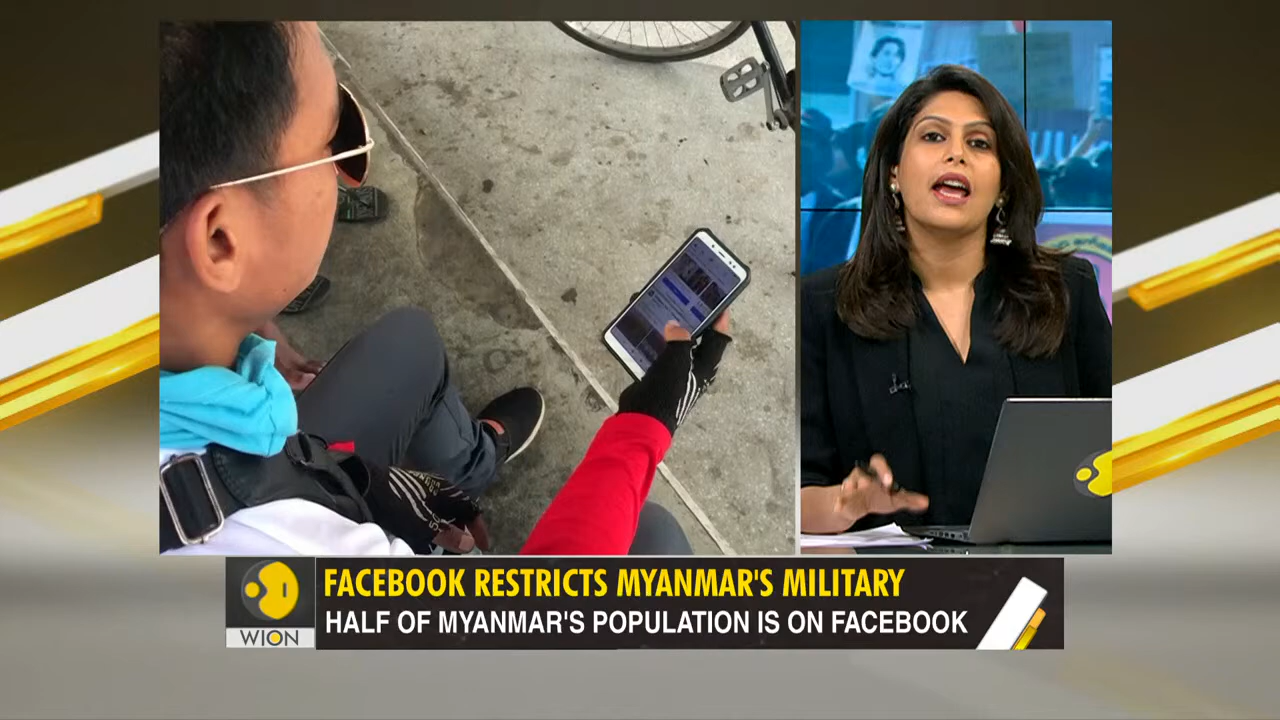 FACEBOOK RESTRICTS MYANMAR'S MILITARY
HALF OF MYANMAR'S POPULATION IS ON FACEBOOK
WION